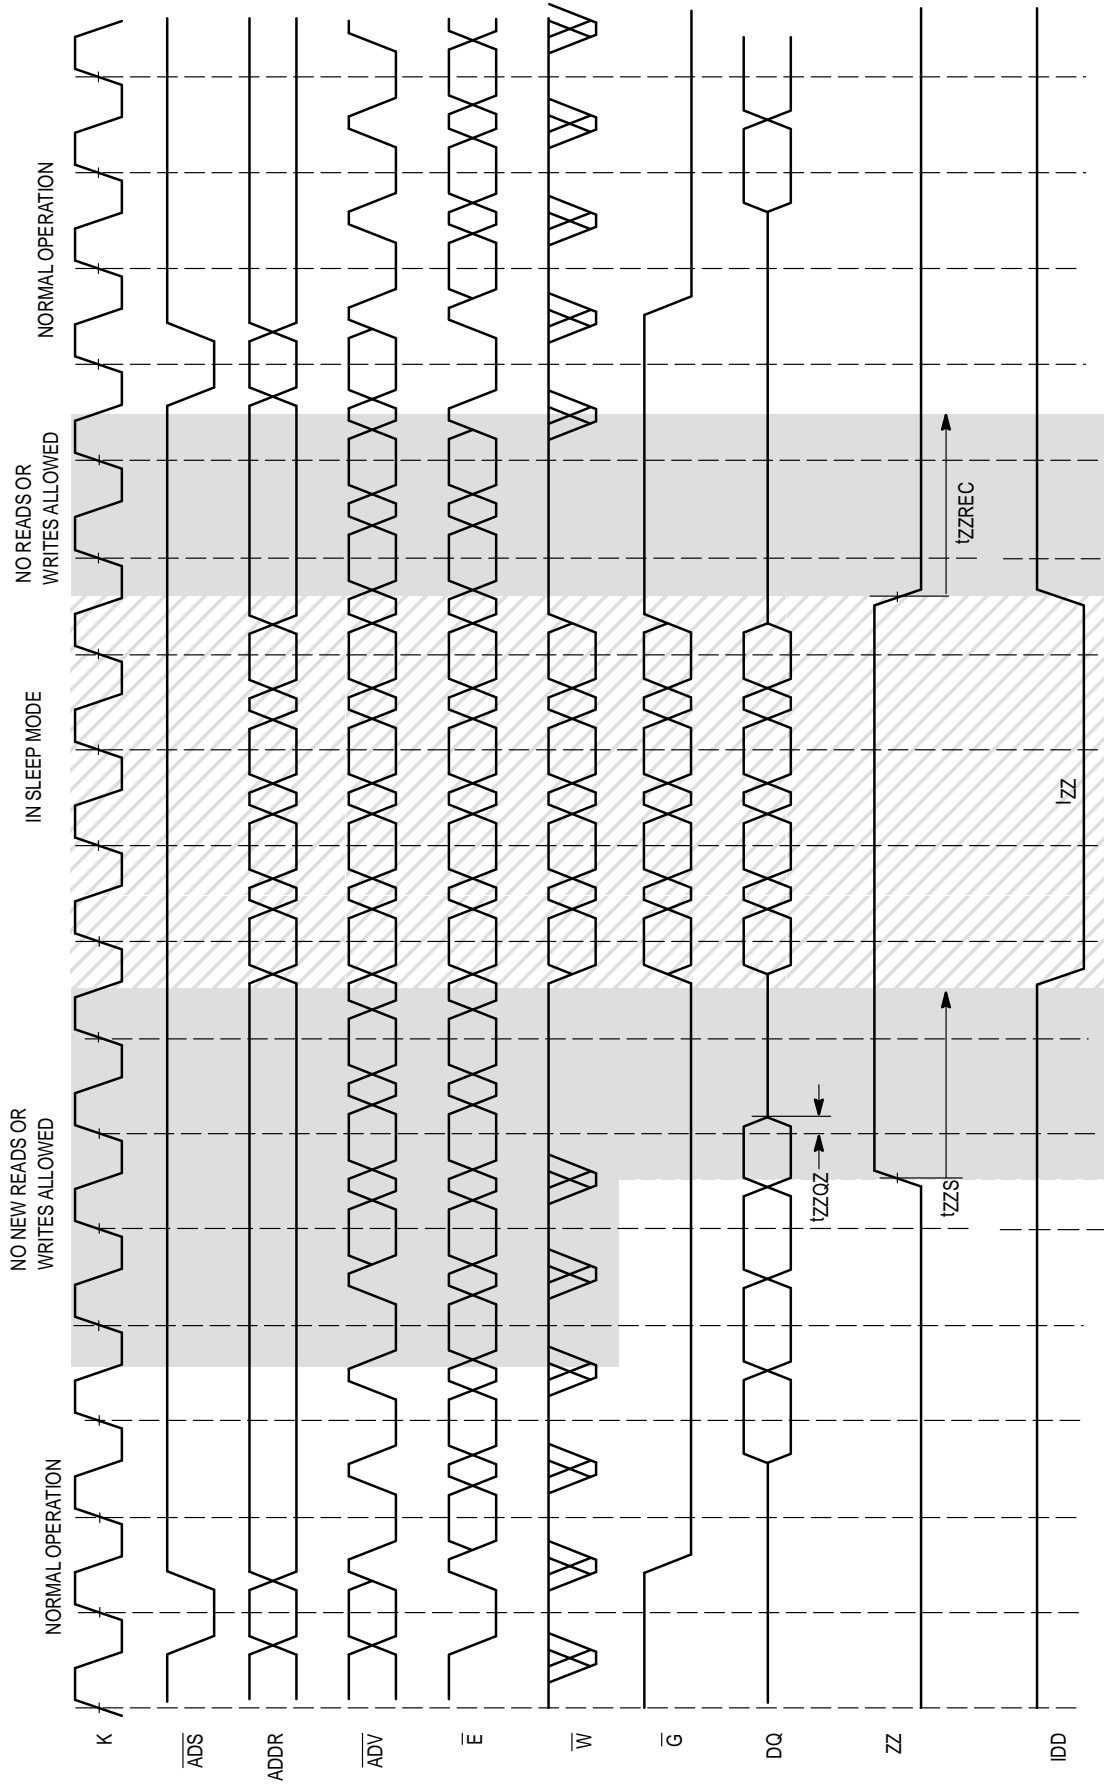 NORMAL OPERATION
NO NEW READS OR
WRITES ALLOWED
IN SLEEP MODE
NO READS OR
WRITES ALLOWED
NORMAL OPERATION
K
ADS
ADDR
ADV
E
W
G
DQ
tZZQZ
ZZ
tZZS
tZZREC
IDD
IZZ